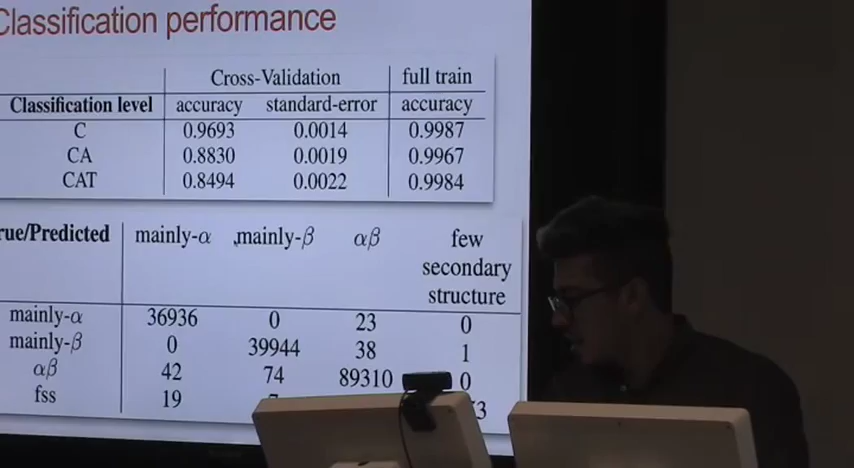 Classification performance
Cross-Validation full train
Classification level accuracy standard-error accuracy
C 0.9693 0.0014 0.9987
CA 0.8830 0.0019 0.9967
CAT 0.8494 0.0022 0.9984
rue/Predicted mainly-α mainly-β αβ few
secondary
structure
mainly-α 36936 0 23 0
mainly-β 0 39944 38 1
αβ 42 74 89310 0
fss 19